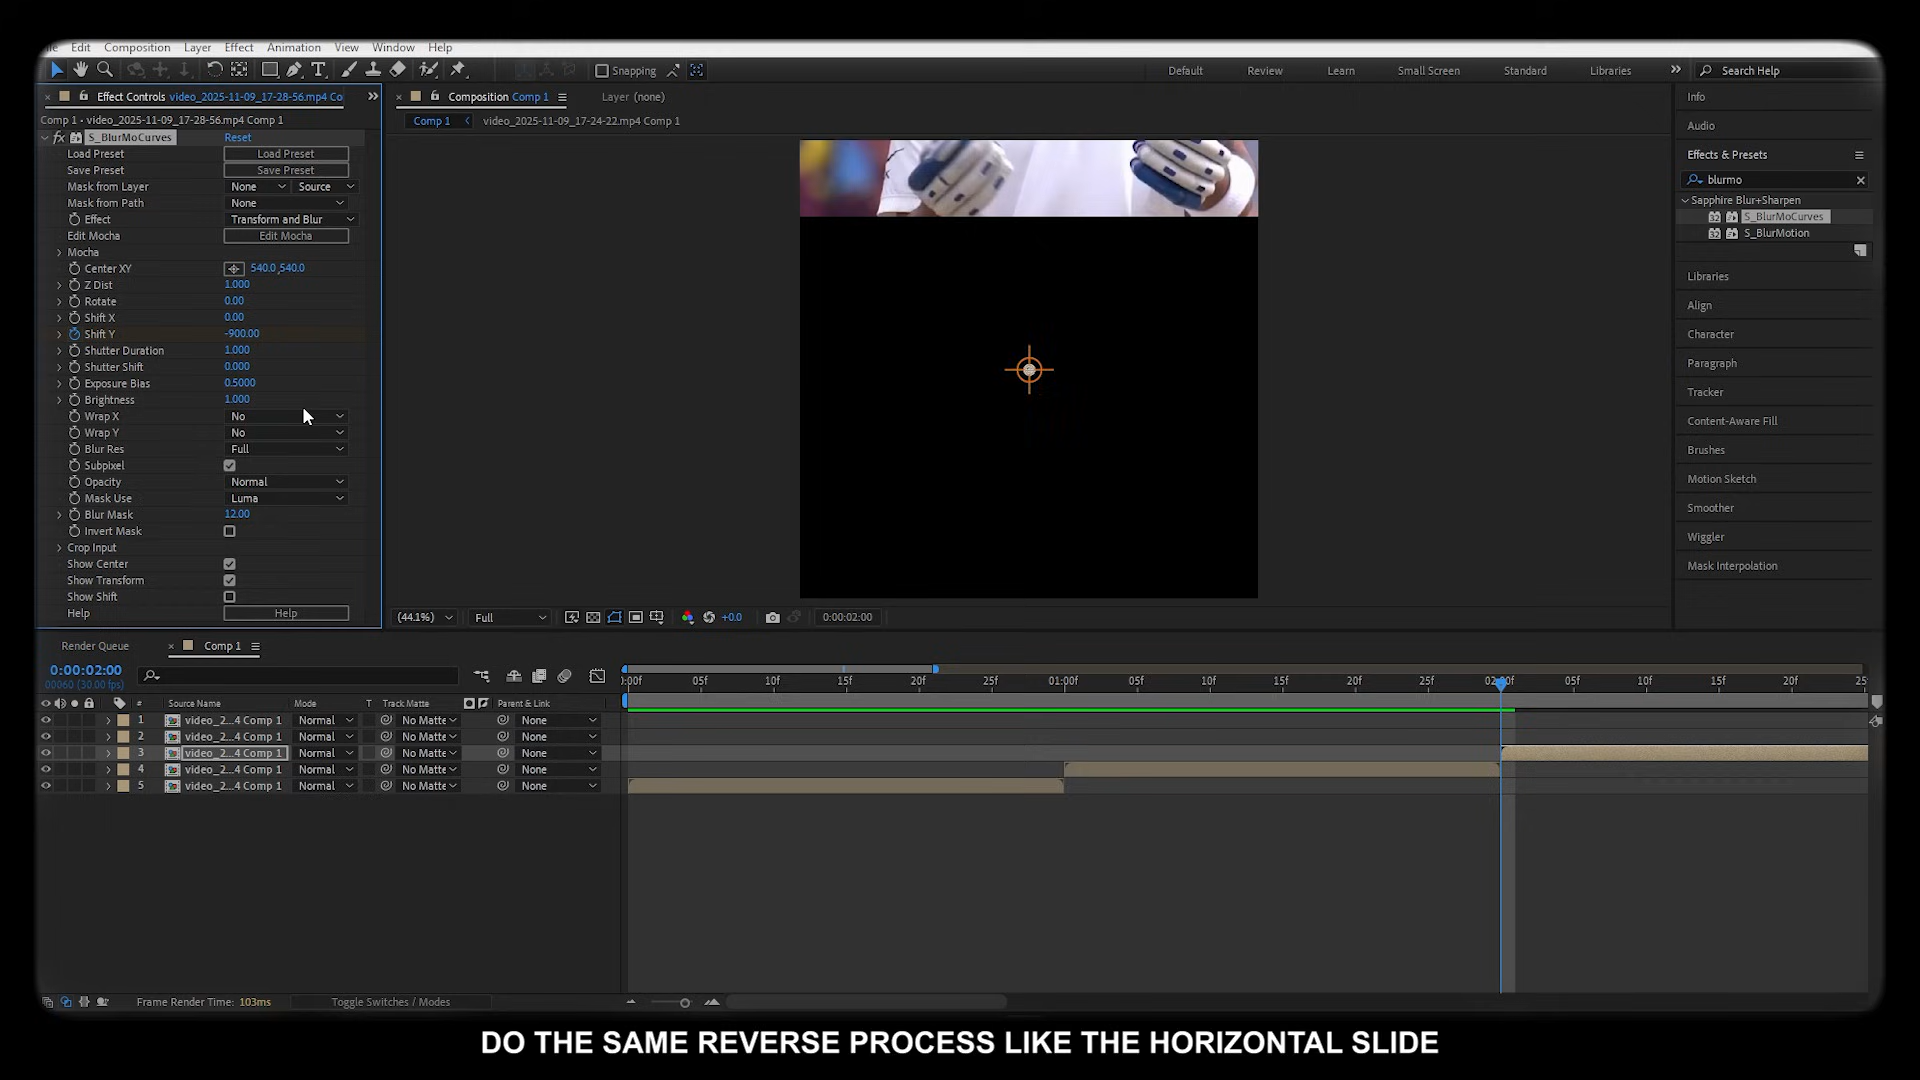 File Edit Composition Layer Effect Animation View Window Help
Snapping
Default Review Learn Small Screen Standard Libraries Search Help
Effect Controls video_2025-11-09_17-28-56.mp4 Co
Comp 1 • video_2025-11-09_17-28-56.mp4 Comp 1
fx S_BlurMoCurves Reset
Load Preset Load Preset
Save Preset Save Preset
Mask from Layer None Source
Mask from Path None
Effect Transform and Blur
Edit Mocha Edit Mocha
Mocha
Center XY 540.0,540.0
Z Dist 1.000
Rotate 0.00
Shift X 0.00
Shift Y -900.00
Shutter Duration 1.000
Shutter Shift 0.000
Exposure Bias 0.5000
Brightness 1.000
Wrap X No
Wrap Y No
Blur Res Full
Subpixel
Opacity Normal
Mask Use Luma
Blur Mask 12.00
Invert Mask
Crop Input
Show Center
Show Transform
Show Shift
Help Help
Composition Comp 1 Layer (none)
Comp 1 video_2025-11-09_17-24-22.mp4 Comp 1
(44.1%) Full +0.0 0:00:02:00
Info
Audio
Effects & Presets
blurmo
Sapphire Blur+Sharpen
32 S_BlurMoCurves
32 S_BlurMotion
Libraries
Align
Character
Paragraph
Tracker
Content-Aware Fill
Brushes
Motion Sketch
Smoother
Wiggler
Mask Interpolation
Render Queue Comp 1
0:00:02:00
00060 (30.00 fps)
:00f 05f 10f 15f 20f 25f 01:00f 05f 10f 15f 20f 25f 02:00f 05f 10f 15f 20f 25
# Source Name Mode T Track Matte Parent & Link
1 video_2...4 Comp 1 Normal No Matte None
2 video_2...4 Comp 1 Normal No Matte None
3 video_2...4 Comp 1 Normal No Matte None
4 video_2...4 Comp 1 Normal No Matte None
5 video_2...4 Comp 1 Normal No Matte None
Frame Render Time: 103ms Toggle Switches / Modes
DO THE SAME REVERSE PROCESS LIKE THE HORIZONTAL SLIDE